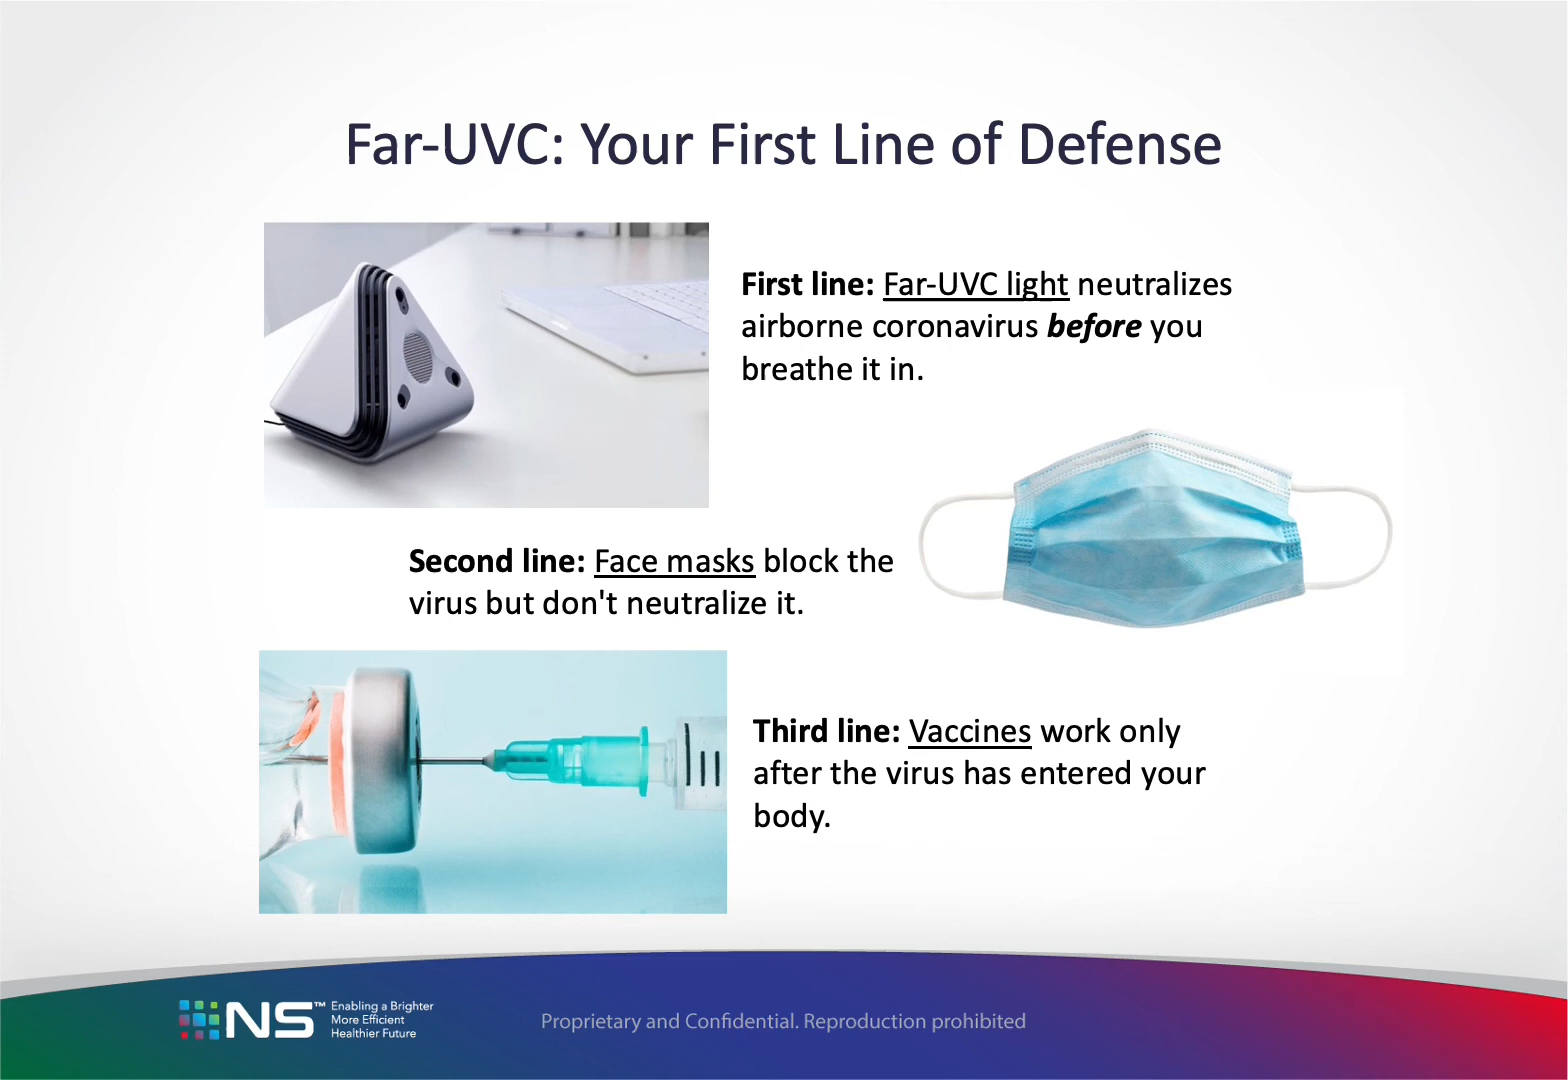 Far-UVC: Your First Line of Defense
First line: Far-UVC light neutralizes
airborne coronavirus before you
breathe it in.
Second line: Face masks block the
virus but don't neutralize it.
Third line: Vaccines work only
after the virus has entered your
body.
NS™
Enabling a Brighter
More Efficient
Healthier Future
Proprietary and Confidential. Reproduction prohibited